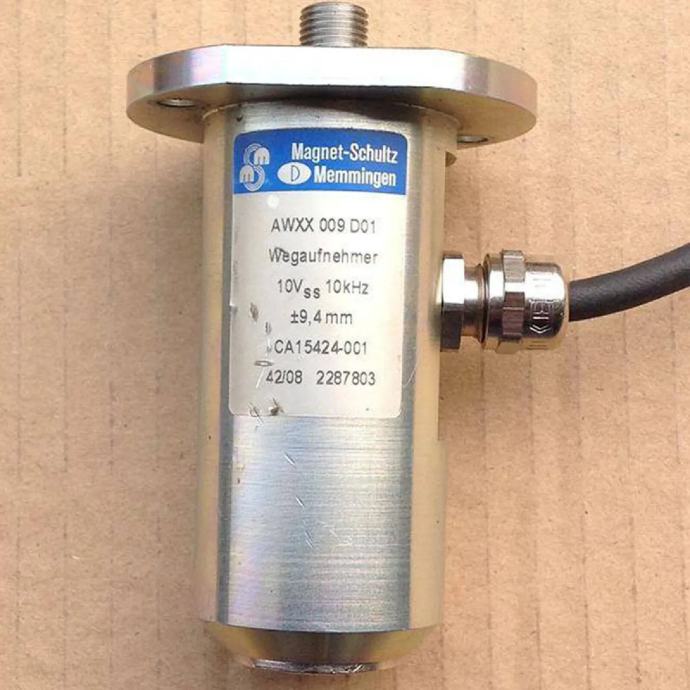 Magnet-Schultz
D Memmingen
AWXX 009 D01
Wegaufnehmer
10Vss 10kHz
±9,4 mm
CA15424-001
42/08 2287803